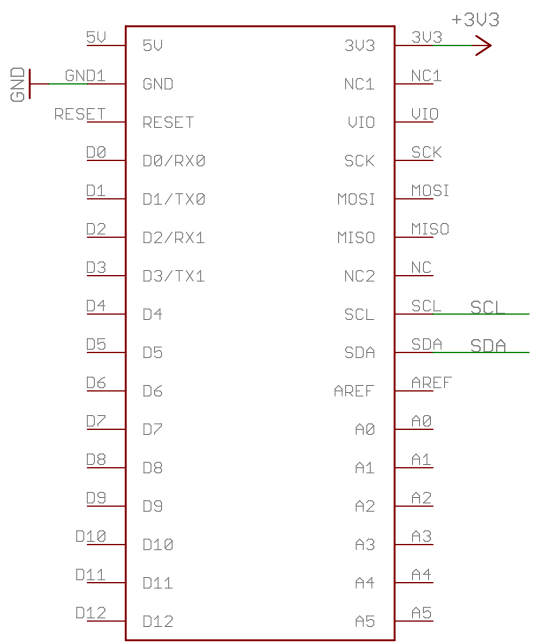 +3V3
5V 5V 3V3 3V3
GND GND1 GND NC1 NC1
RESET RESET VIO VIO
D0 D0/RX0 SCK SCK
D1 D1/TX0 MOSI MOSI
D2 D2/RX1 MISO MISO
D3 D3/TX1 NC2 NC
D4 D4 SCL SCL SCL
D5 D5 SDA SDA SDA
D6 D6 AREF AREF
D7 D7 A0 A0
D8 D8 A1 A1
D9 D9 A2 A2
D10 D10 A3 A3
D11 D11 A4 A4
D12 D12 A5 A5